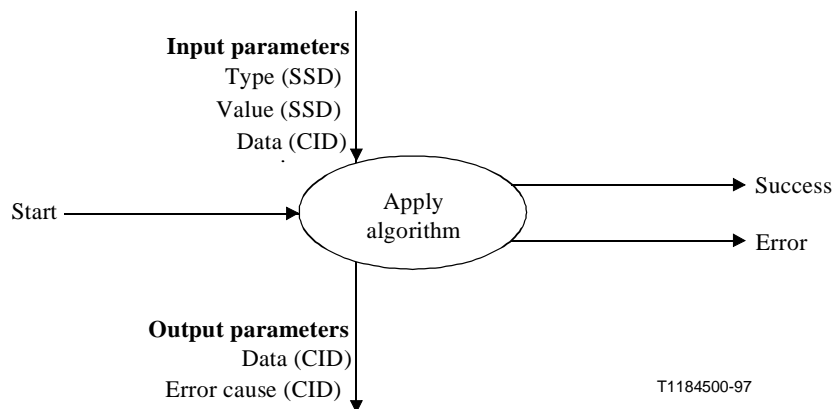 Input parameters
Type (SSD)
Value (SSD)
Data (CID)
Start
Apply
algorithm
Success
Error
Output parameters
Data (CID)
Error cause (CID)
T1184500-97